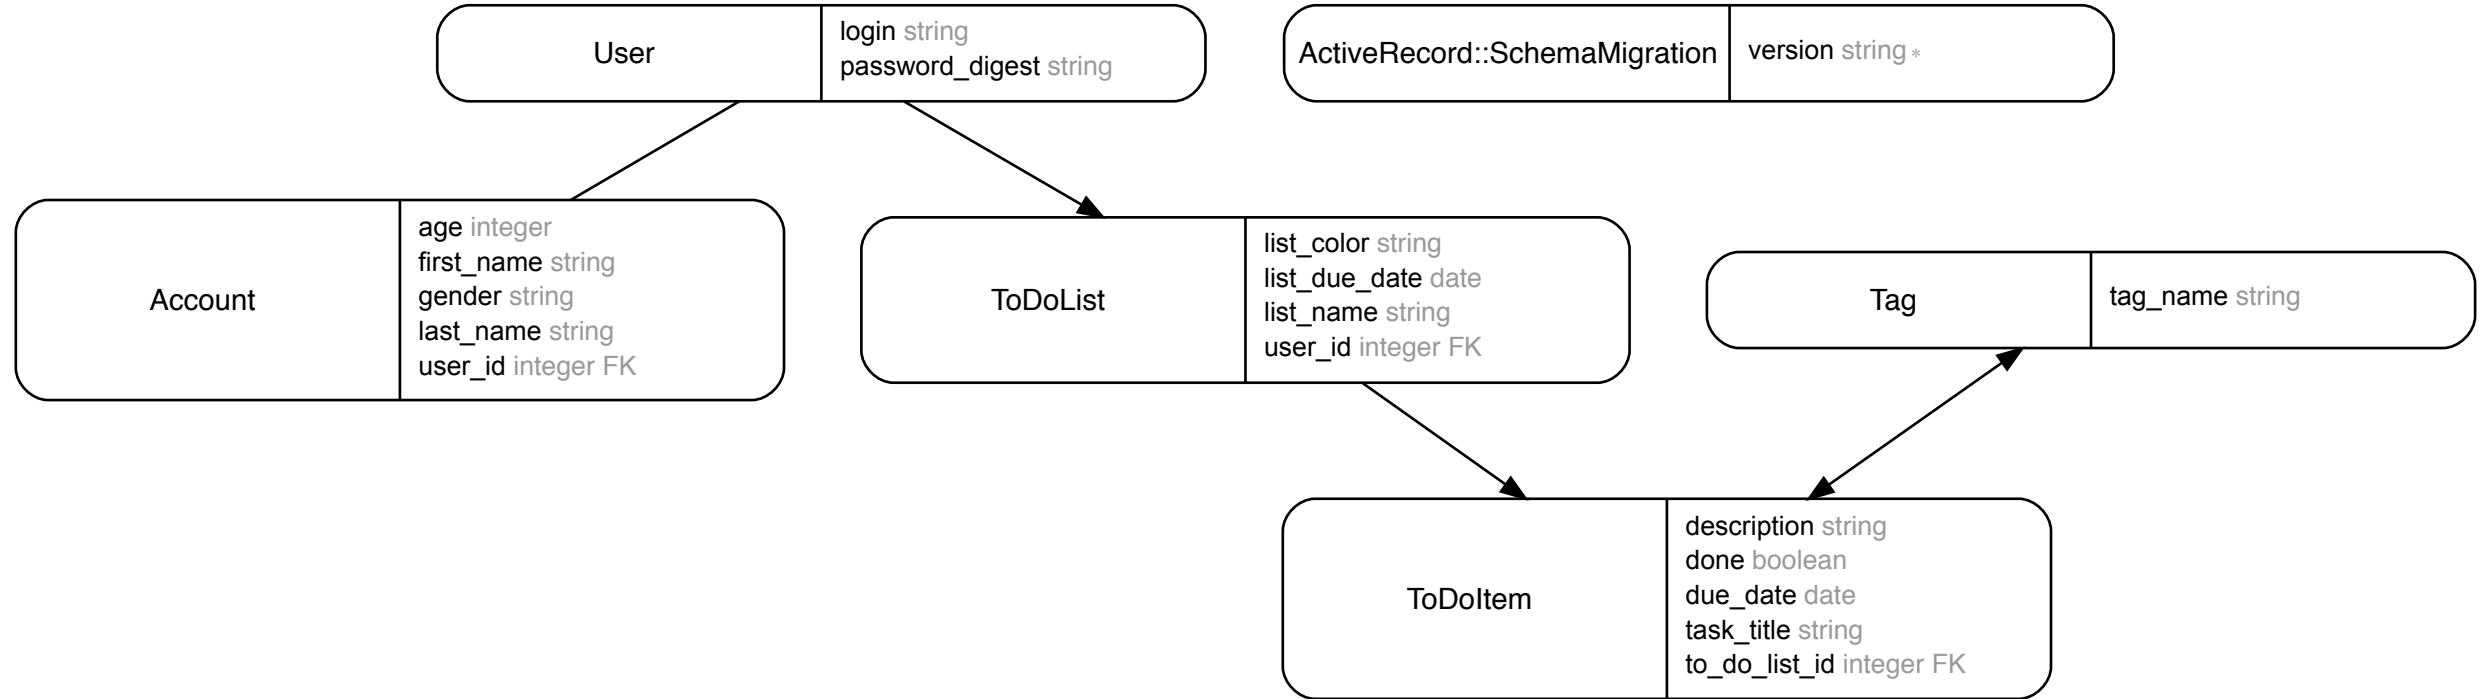 User
login string
password_digest string
ActiveRecord::SchemaMigration
version string *
Account
age integer
first_name string
gender string
last_name string
user_id integer FK
ToDoList
list_color string
list_due_date date
list_name string
user_id integer FK
Tag
tag_name string
ToDoItem
description string
done boolean
due_date date
task_title string
to_do_list_id integer FK